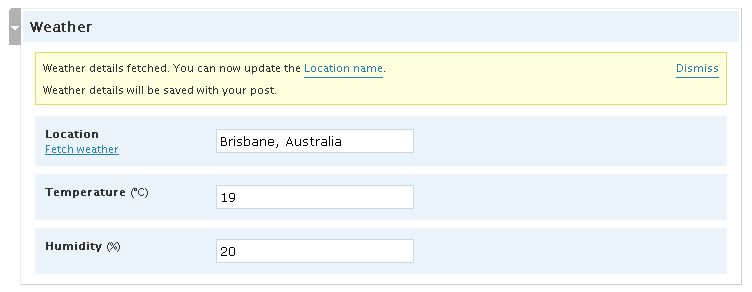 Weather
Weather details fetched. You can now update the Location name. Dismiss
Weather details will be saved with your post.
Location
Fetch weather
Brisbane, Australia
Temperature (°C)
19
Humidity (%)
20